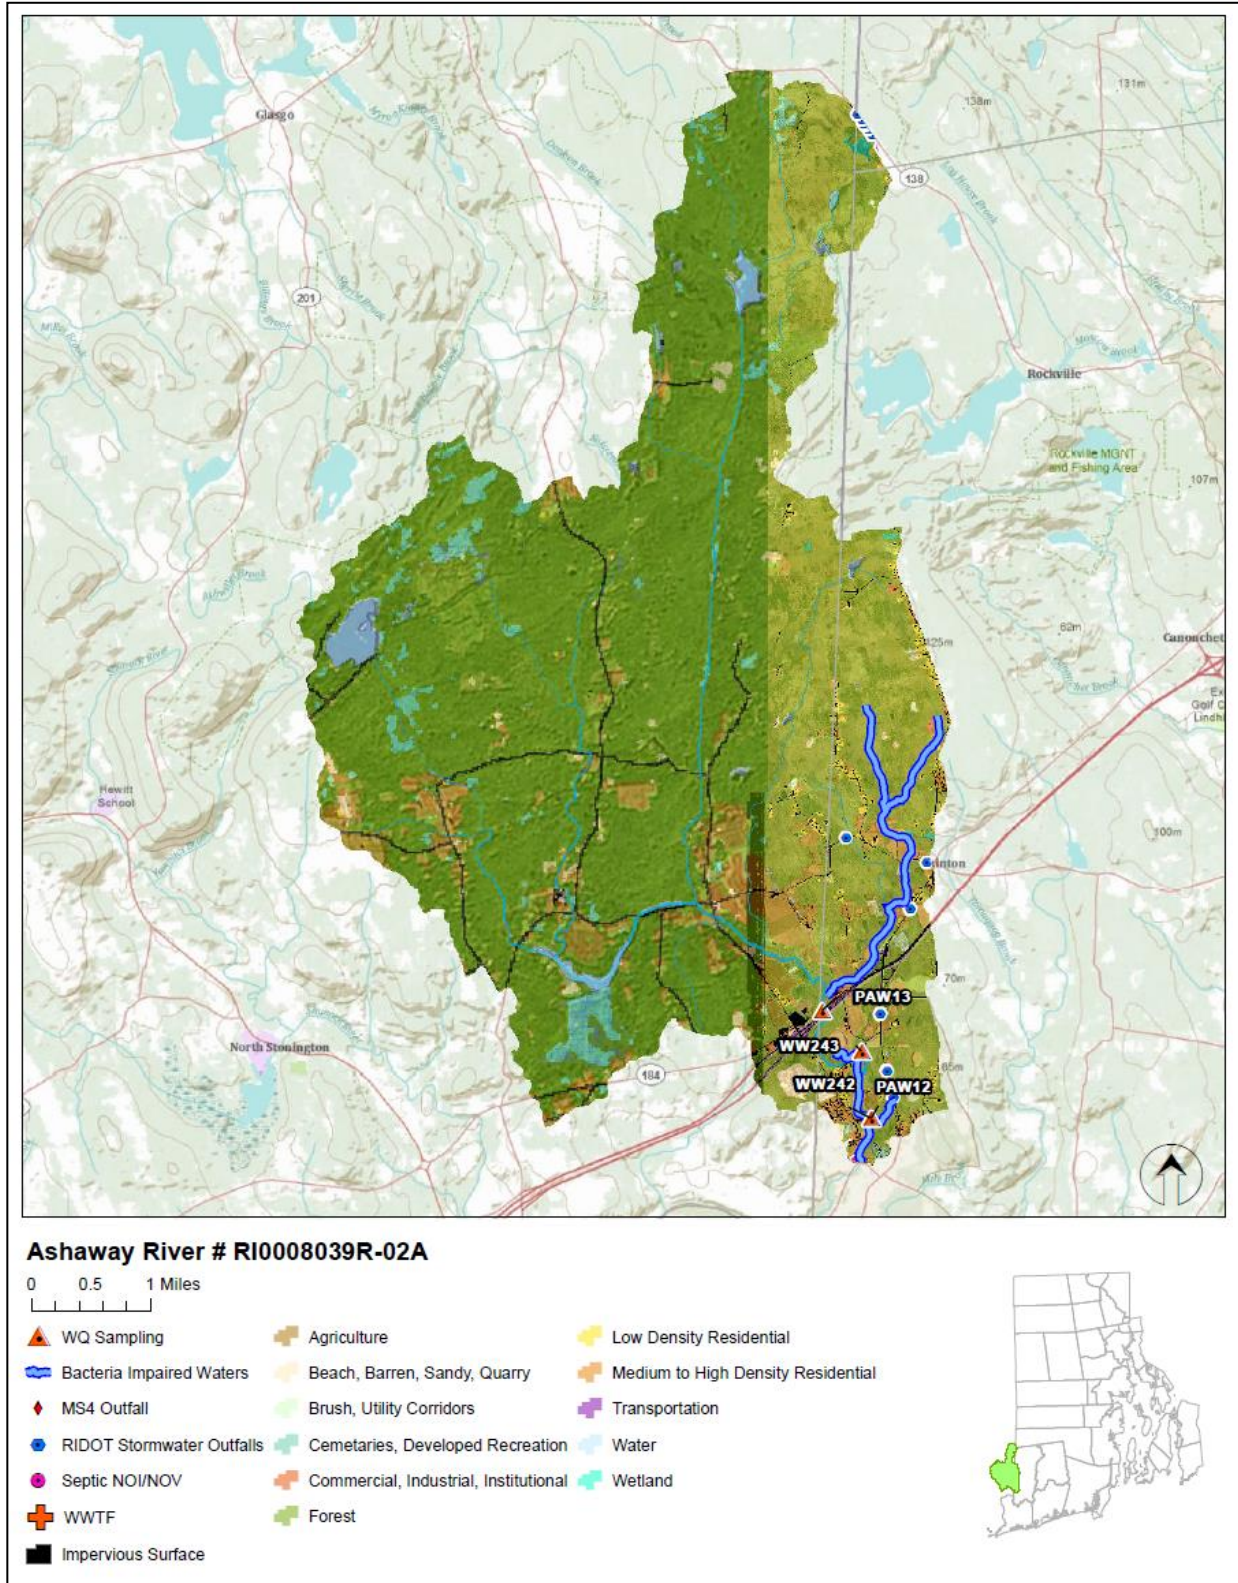 131m
138m
Glasgo
138
201
Rockville
Rockville MGNT
and Fishing Area
107m
62m
Canonchet
125m
Ex
Golf C
Lindh
Hewitt
School
100m
inton
70m
PAW13
North Stonington
WW243
184
65m
WW242
PAW12
Ashaway River # RI0008039R-02A
0 0.5 1 Miles
WQ Sampling
Agriculture
Low Density Residential
Bacteria Impaired Waters
Beach, Barren, Sandy, Quarry
Medium to High Density Residential
MS4 Outfall
Brush, Utility Corridors
Transportation
RIDOT Stormwater Outfalls
Cemetaries, Developed Recreation
Water
Septic NOI/NOV
Commercial, Industrial, Institutional
Wetland
WWTF
Forest
Impervious Surface